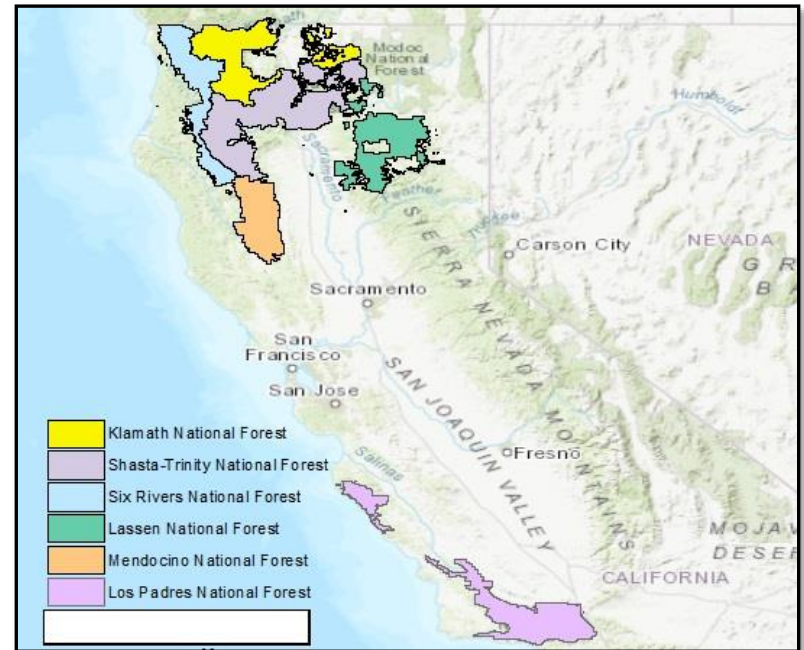 Modoc
National
Forest
Humboldt
Sacramento
Feather
Truckee
SIERRA NEVADA MOUNTAINS
Carson City
NEVADA
G R
B A
Sacramento
San
Francisco
San Jose
SAN JOAQUIN VALLEY
Salinas
Fresno
MOJAV
DESER
CALIFORNIA
Klamath National Forest
Shasta-Trinity National Forest
Six Rivers National Forest
Lassen National Forest
Mendocino National Forest
Los Padres National Forest